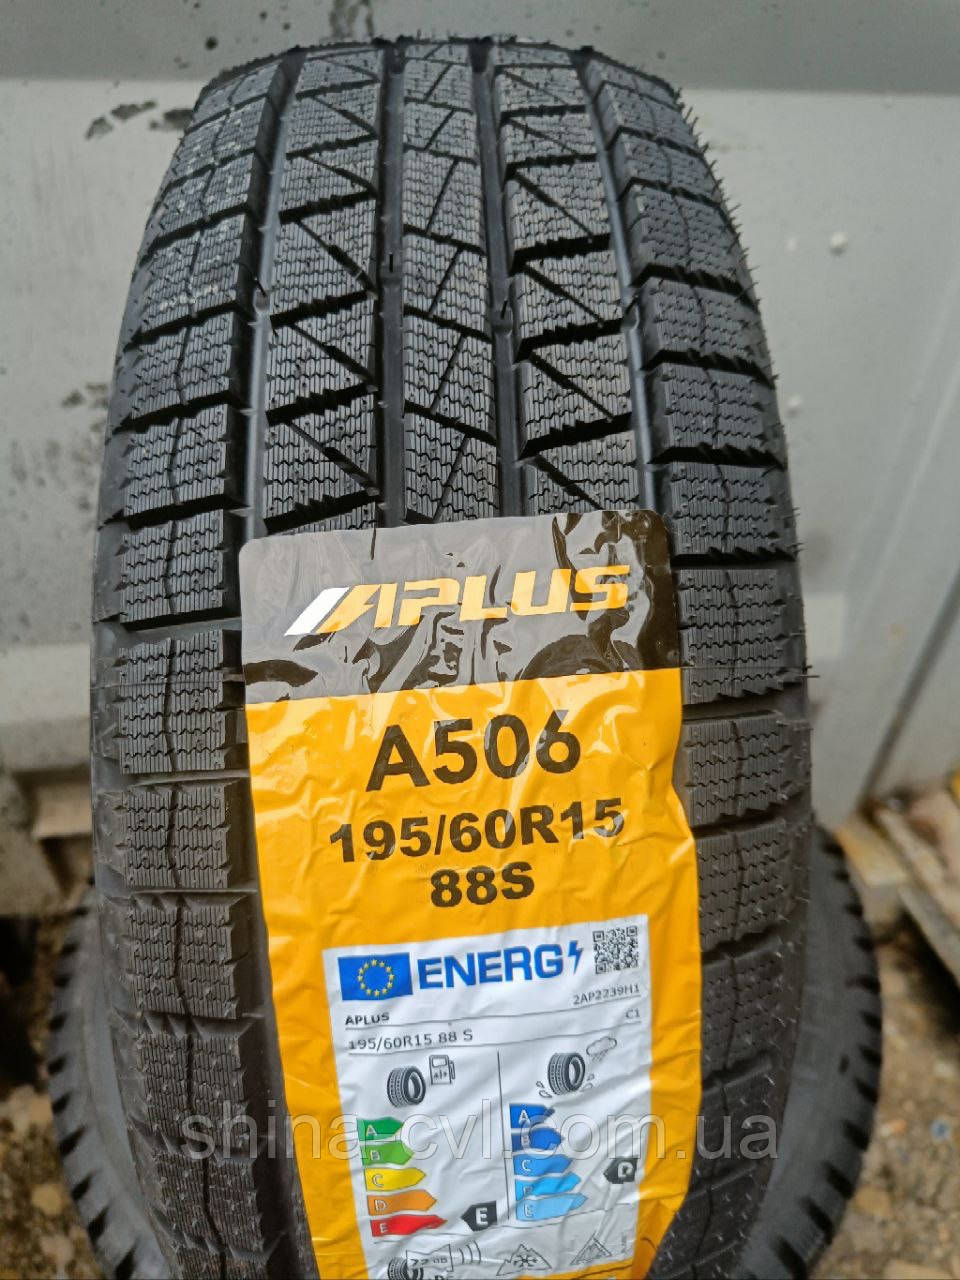 APLUS
A506
195/60R15
88S
ENERG
2AP2239H1
APLUS
C1
195/60R15 88 S
A
B
C
D
E
E
A
B
C
D
E
D
shina-cvl.com.ua